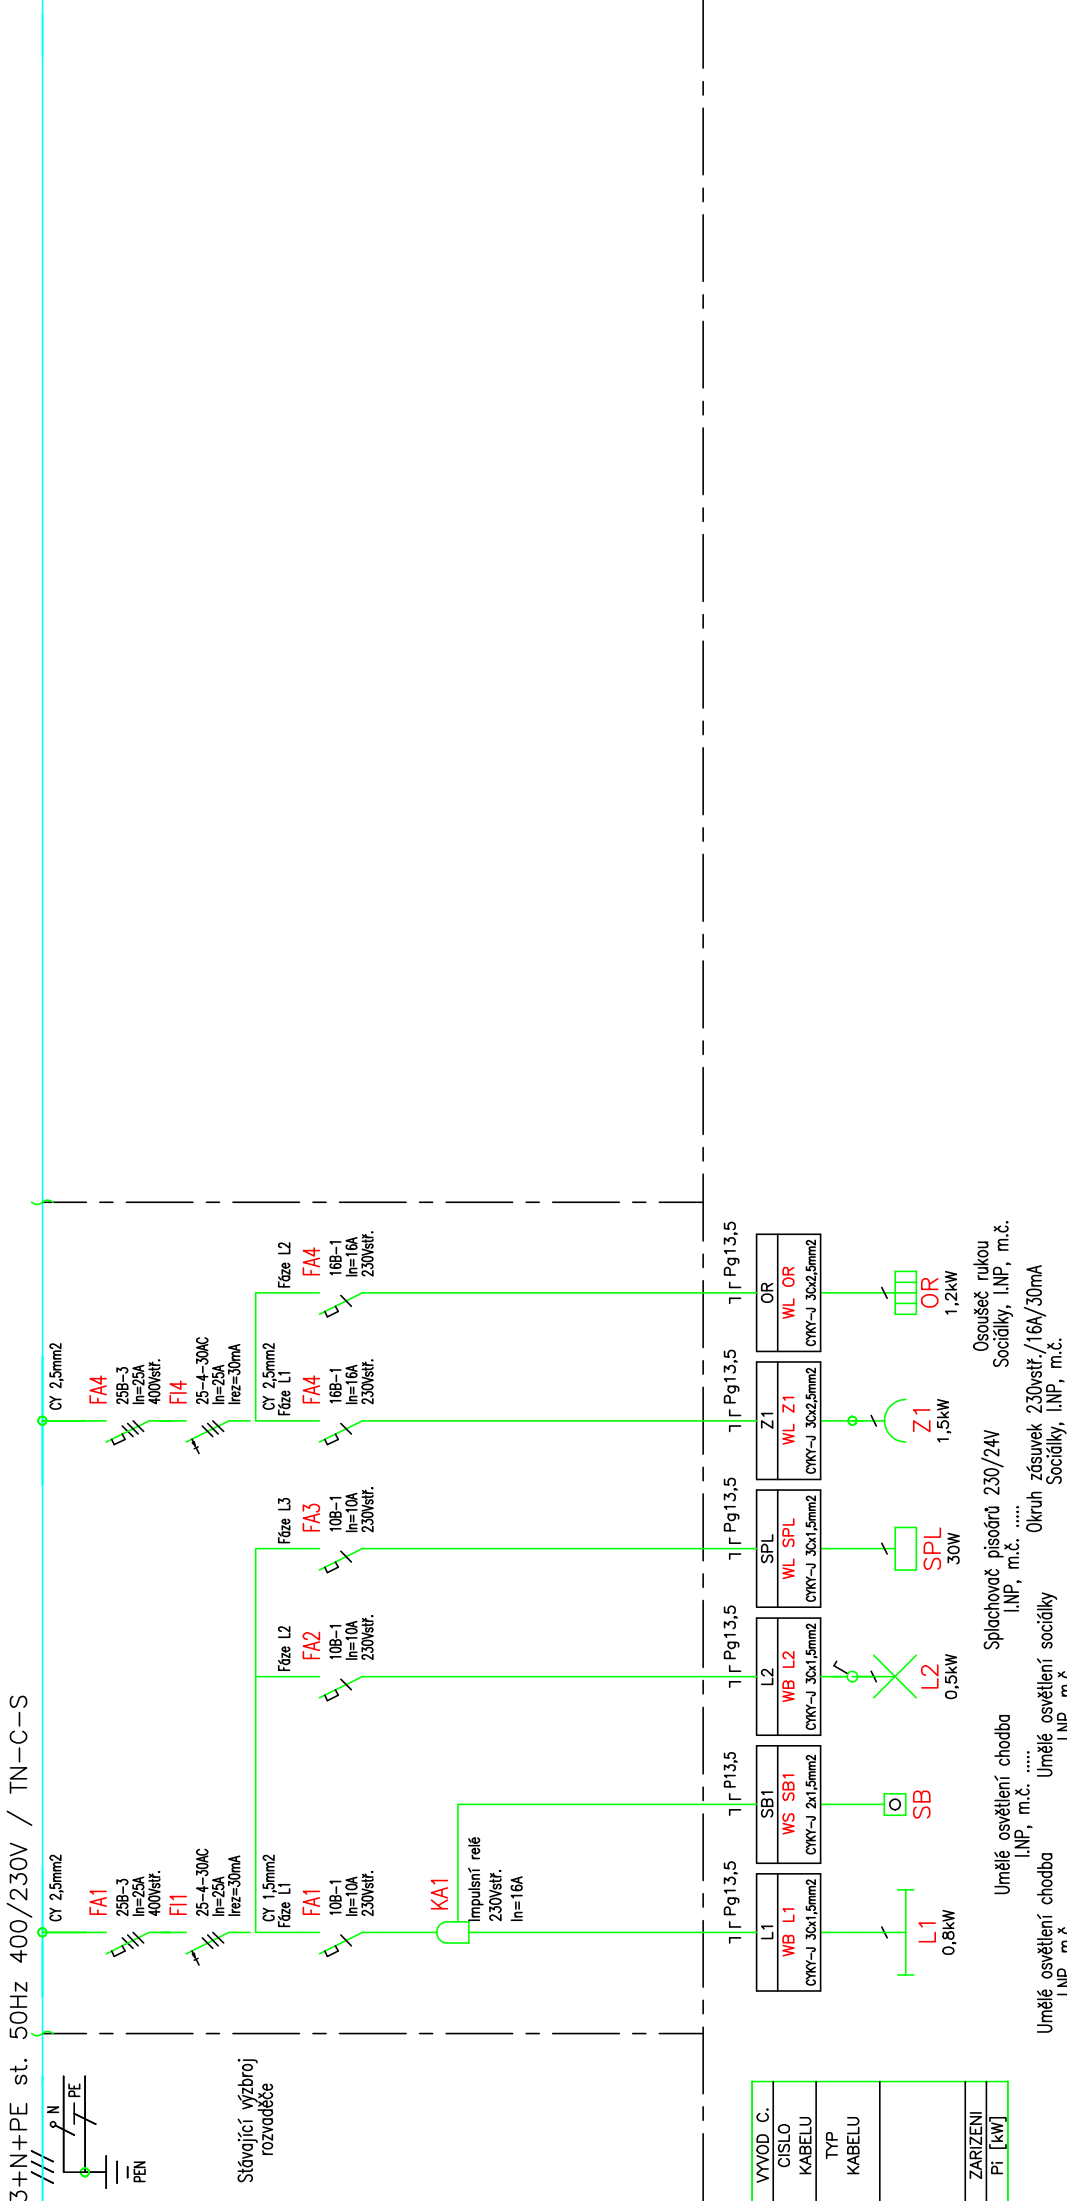 3+N+PE st. 50Hz 400/230V / TN-C-S
N
PE
PEN
Stávající výzbroj
rozvaděče
CY 2,5mm2
FA1
25B-3
In=25A
400Vstř.
FI1
25-4-30AC
In=25A
Irez=30mA
CY 1,5mm2
Fáze L1
FA1
10B-1
In=10A
230Vstř.
KA1
Impulsní relé
230Vstř.
In=16A
Fáze L2
FA2
10B-1
In=10A
230Vstř.
Fáze L3
FA3
10B-1
In=10A
230Vstř.
CY 2,5mm2
FA4
25B-3
In=25A
400Vstř.
FI4
25-4-30AC
In=25A
Irez=30mA
CY 2,5mm2
Fáze L1
FA4
16B-1
In=16A
230Vstř.
Fáze L2
FA4
16B-1
In=16A
230Vstř.
Pg13,5
P13,5
Pg13,5
Pg13,5
Pg13,5
Pg13,5
VYVOD C.
CISLO
KABELU
TYP
KABELU
ZARIZENI
Pi [kW]
L1
WB L1
CYKY-J 3Cx1,5mm2
L1
0,8kW
SB1
WS SB1
CYKY-J 2x1,5mm2
SB
L2
WB L2
CYKY-J 3Cx1,5mm2
L2
0,5kW
SPL
WL SPL
CYKY-J 3Cx1,5mm2
SPL
30W
Z1
WL Z1
CYKY-J 3Cx2,5mm2
Z1
1,5kW
OR
WL OR
CYKY-J 3Cx2,5mm2
OR
1,2kW
Umělé osvětlení chodba
I.NP, m.č.
Umělé osvětlení chodba
I.NP, m.č. .....
Umělé osvětlení sociálky
I.NP, m.č.
Splachovač pisoárů 230/24V
I.NP, m.č. .....
Okruh zásuvek 230vstř./16A/30mA
Sociálky, I.NP, m.č.
Osoušeč rukou
Sociálky, I.NP, m.č.